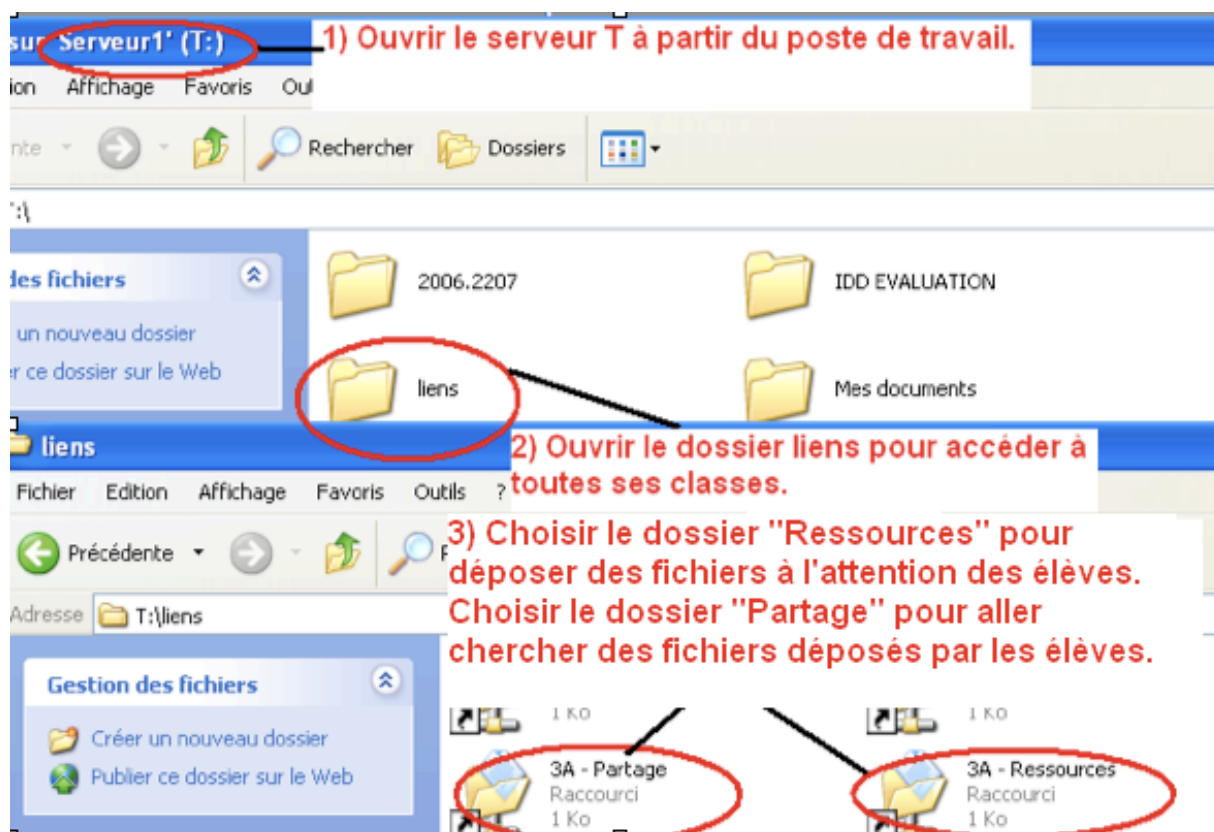 sur Serveur1' (T:)
1) Ouvrir le serveur T à partir du poste de travail.
Affichage Favoris
Rechercher Dossiers
:\
des fichiers
2006.2207
IDD EVALUATION
un nouveau dossier
ce dossier sur le Web
liens
Mes documents
liens
2) Ouvrir le dossier liens pour accéder à
toutes ses classes.
Fichier Edition Affichage Favoris Outils ?
3) Choisir le dossier "Ressources" pour
déposer des fichiers à l'attention des élèves.
Choisir le dossier "Partage" pour aller
chercher des fichiers déposés par les élèves.
Précédente
Adresse T:\liens
Gestion des fichiers
Créer un nouveau dossier
Publier ce dossier sur le Web
1 Ko
1 Ko
3A - Partage
Raccourci
1 Ko
3A - Ressources
Raccourci
1 Ko